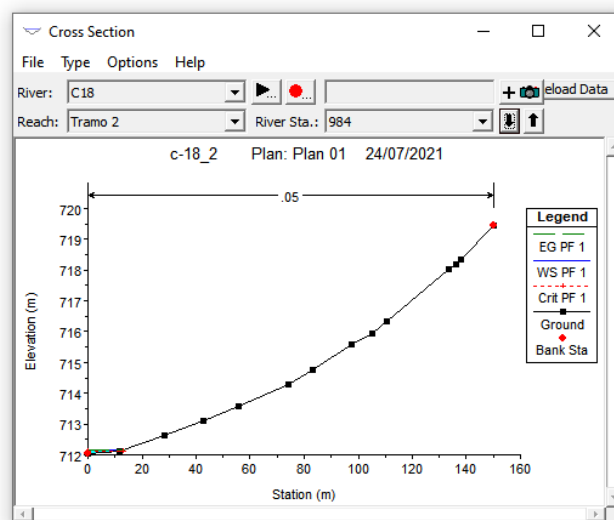 Cross Section
File Type Options Help
River: C18 + eload Data
Reach: Tramo 2 River Sta.: 984
c-18_2 Plan: Plan 01 24/07/2021
.05
720
719
718
717
716
715
714
713
712
Elevation (m)
0 20 40 60 80 100 120 140 160
Station (m)
Legend
EG PF 1
WS PF 1
Crit PF 1
Ground
Bank Sta